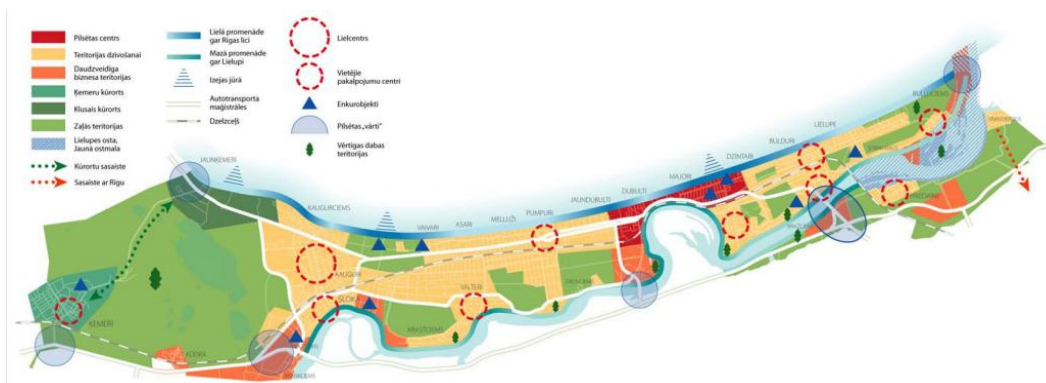 Pilsētas centrs
Teritorijas dzīvošanai
Daudzveidīga
biznesa teritorijas
Ķemeru kūrorts
Klusais kūrorts
Zaļās teritorijas
Lielupes osta,
Jaunā ostmala
Kūrortu sasaiste
Sasaiste ar Rīgu
Lielā promenāde
gar Rīgas līci
Mazā promenāde
gar Lielupi
Izejas jūrā
Autotransporta
maģistrāles
Dzelzceļš
Lielcentrs
Vietējie
pakalpojumu centri
Enkurobjekti
Pilsētas „vārti"
Vērtīgas dabas
teritorijas
JAUNĶEMERI
KAUGURCIEMS
VAIVARI
ASARI
MELLUŽI
PUMPURI
JAUNDUBULTI
DUBULTI
MAJORI
DZINTARI
BULDURI
LIELUPE
BULLUCIEMS
PRIEDAINE
KAUGURI
SLOKA
VALTERI
ĶEMERI
KŪDRA